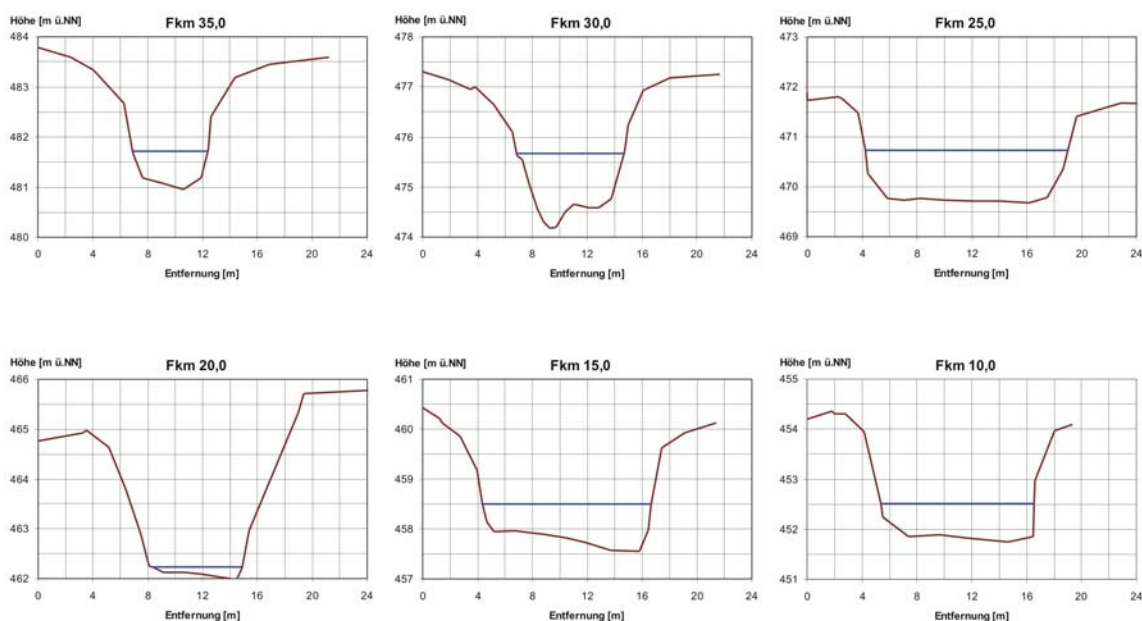 Höhe [m ü.NN] Fkm 35,0
484
483
482
481
480
0 4 8 12 16 20 24
Entfernung [m]
Höhe [m ü.NN] Fkm 30,0
478
477
476
475
474
0 4 8 12 16 20 24
Entfernung [m]
Höhe [m ü.NN] Fkm 25,0
473
472
471
470
469
0 4 8 12 16 20 24
Entfernung [m]
Höhe [m ü.NN] Fkm 20,0
466
465
464
463
462
0 4 8 12 16 20 24
Entfernung [m]
Höhe [m ü.NN] Fkm 15,0
461
460
459
458
457
0 4 8 12 16 20 24
Entfernung [m]
Höhe [m ü.NN] Fkm 10,0
455
454
453
452
451
0 4 8 12 16 20 24
Entfernung [m]